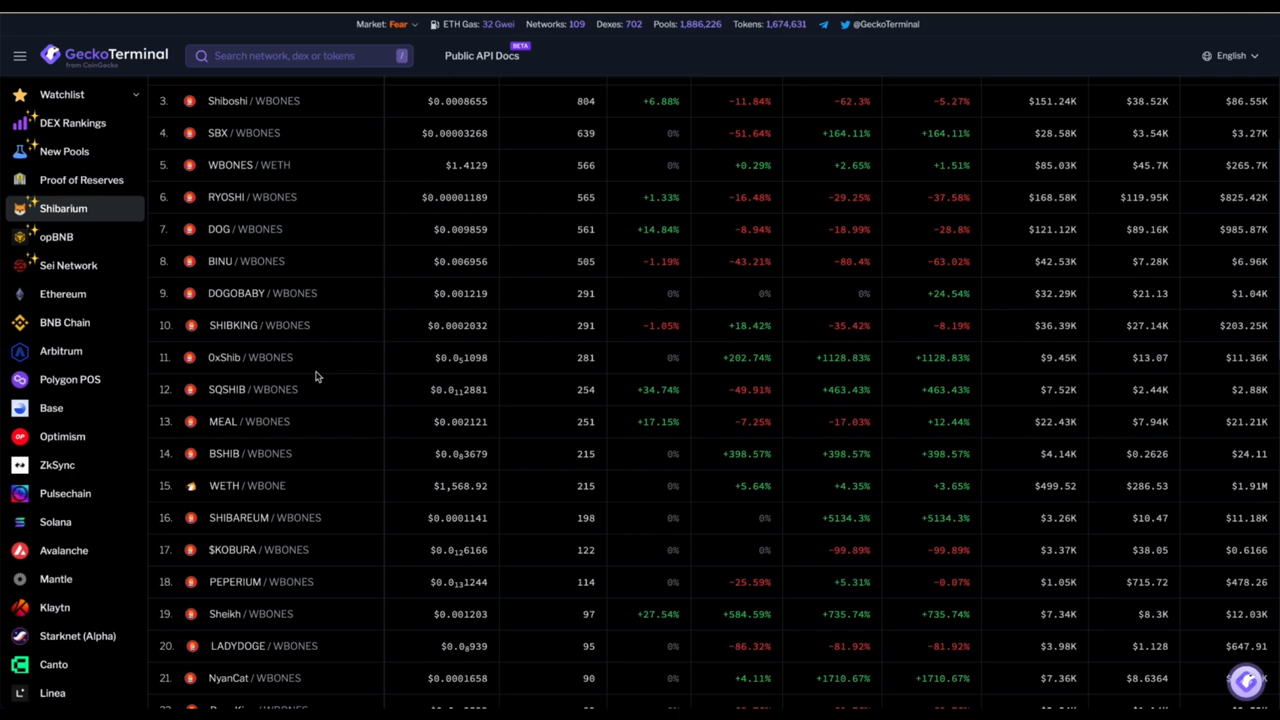 Market: Fear ETH Gas: 32 Gwei Networks: 109 Dexes: 702 Pools: 1,886,226 Tokens: 1,674,631 @GeckoTerminal
GeckoTerminal from CoinGecko Search network, dex or tokens / Public API Docs BETA English
Watchlist
DEX Rankings
New Pools
Proof of Reserves
Shibarium
opBNB
Sei Network
Ethereum
BNB Chain
Arbitrum
Polygon POS
Base
Optimism
ZkSync
Pulsechain
Solana
Avalanche
Mantle
Klaytn
Starknet (Alpha)
Canto
Linea
3. Shiboshi / WBONES $0.0008655 804 +6.88% -11.84% -62.3% -5.27% $151.24K $38.52K $86.55K
4. SBX / WBONES $0.00003268 639 0% -51.64% +164.11% +164.11% $28.58K $3.54K $3.27K
5. WBONES / WETH $1.4129 566 0% +0.29% +2.65% +1.51% $85.03K $45.7K $265.7K
6. RYOSHI / WBONES $0.00001189 565 +1.33% -16.48% -29.25% -37.58% $168.58K $119.95K $825.42K
7. DOG / WBONES $0.009859 561 +14.84% -8.94% -18.99% -28.8% $121.12K $89.16K $985.87K
8. BINU / WBONES $0.006956 505 -1.19% -43.21% -80.4% -63.02% $42.53K $7.28K $6.96K
9. DOGOBABY / WBONES $0.001219 291 0% 0% 0% +24.54% $32.29K $21.13 $1.04K
10. SHIBKING / WBONES $0.0002032 291 -1.05% +18.42% -35.42% -8.19% $36.39K $27.14K $203.25K
11. 0xShib / WBONES $0.0₅1098 281 0% +202.74% +1128.83% +1128.83% $9.45K $13.07 $11.36K
12. SQSHIB / WBONES $0.0₁₁2881 254 +34.74% -49.91% +463.43% +463.43% $7.52K $2.44K $2.88K
13. MEAL / WBONES $0.002121 251 +17.15% -7.25% -17.03% +12.44% $22.43K $7.94K $21.21K
14. BSHIB / WBONES $0.0₈3679 215 0% +398.57% +398.57% +398.57% $4.14K $0.2626 $24.11
15. WETH / WBONE $1,568.92 215 0% +5.64% +4.35% +3.65% $499.52 $286.53 $1.91M
16. SHIBAREUM / WBONES $0.0001141 198 0% 0% +5134.3% +5134.3% $3.26K $10.47 $11.18K
17. $KOBURA / WBONES $0.0₁₂6166 122 0% 0% -99.89% -99.89% $3.37K $38.05 $0.6166
18. PEPERIUM / WBONES $0.0₁₃1244 114 0% -25.59% +5.31% -0.07% $1.05K $715.72 $478.26
19. Sheikh / WBONES $0.001203 97 +27.54% +584.59% +735.74% +735.74% $7.34K $8.3K $12.03K
20. LADYDOGE / WBONES $0.0₈939 95 0% -86.32% -81.92% -81.92% $3.98K $1.128 $647.91
21. NyanCat / WBONES $0.0001658 90 0% +4.11% +1710.67% +1710.67% $7.36K $8.6364